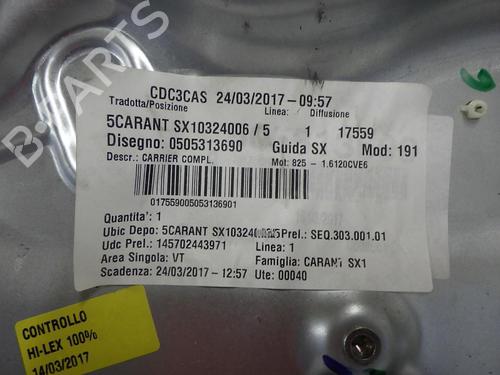 CDC3CAS 24/03/2017-09:57
Tradotta/Posizione Linea: Diffusione
5CARANT SX10324006 / 5 1 17559
Disegno: 0505313690 Guida SX Mod: 191
Descr.: CARRIER COMPL. Mot: 825 - 1.6120CVE6
01755900505313690​1
Quantita': 1
Ubic Depo: 5CARANT Prel.: SEQ.303.001.01
Udc Prel: 145702443971 Linea: 1
Area Singola: VT Famiglia: CARANT SX1
Scadenza: 24/03/2017 - 12:57 Ute: 00040
CONTROLLO
HI-LEX 100%
14/03/2017
B-PARTS